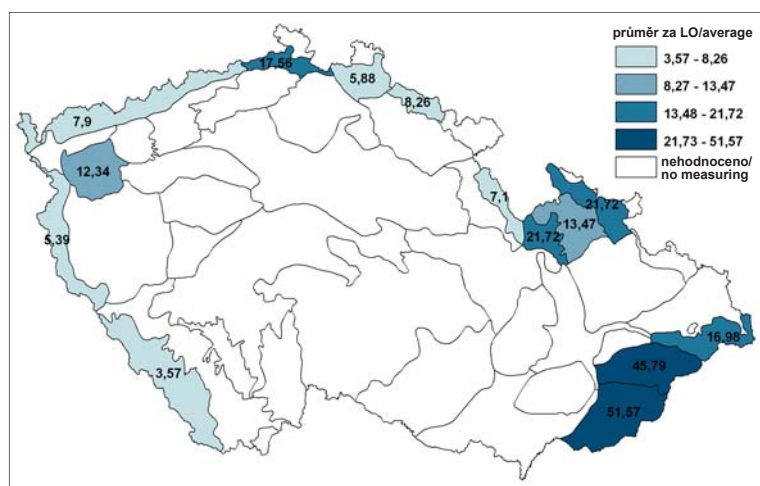 průměr za LO/average
3,57 - 8,26
8,27 - 13,47
13,48 - 21,72
21,73 - 51,57
nehodnoceno/
no measuring
17,56
5,88
8,26
7,9
12,34
7,1
21,72
13,47
21,72
5,39
16,98
3,57
45,79
51,57